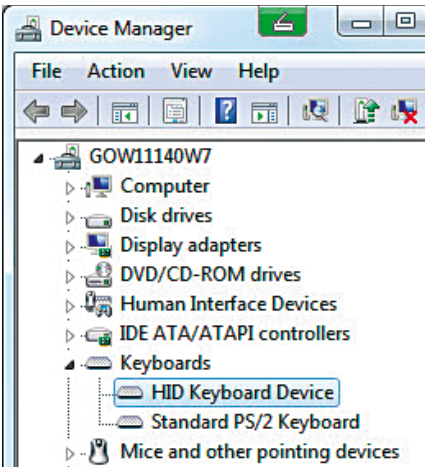 Device Manager
File Action View Help
GOW11140W7
Computer
Disk drives
Display adapters
DVD/CD-ROM drives
Human Interface Devices
IDE ATA/ATAPI controllers
Keyboards
HID Keyboard Device
Standard PS/2 Keyboard
Mice and other pointing devices